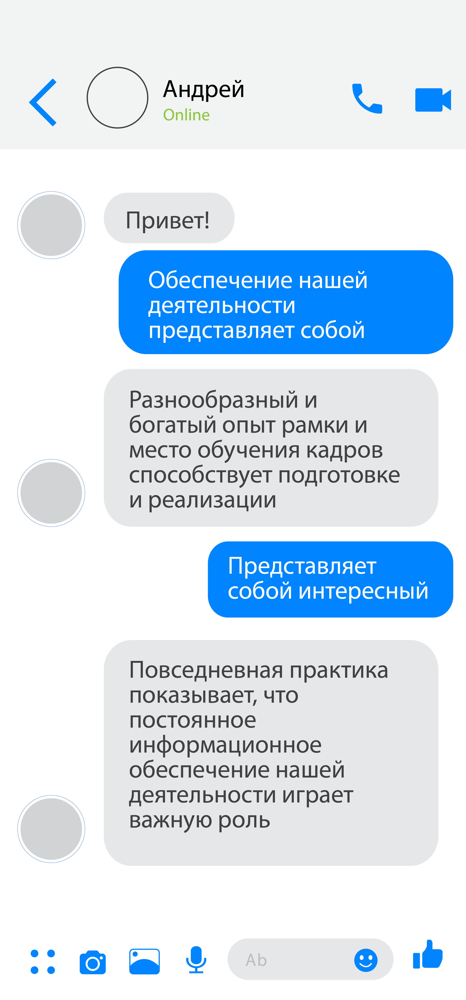 Андрей
Online
Привет!
Обеспечение нашей
деятельности
представляет собой
Разнообразный и
богатый опыт рамки и
место обучения кадров
способствует подготовке
и реализации
Представляет
собой интересный
Повседневная практика
показывает, что
постоянное
информационное
обеспечение нашей
деятельности играет
важную роль
Ab